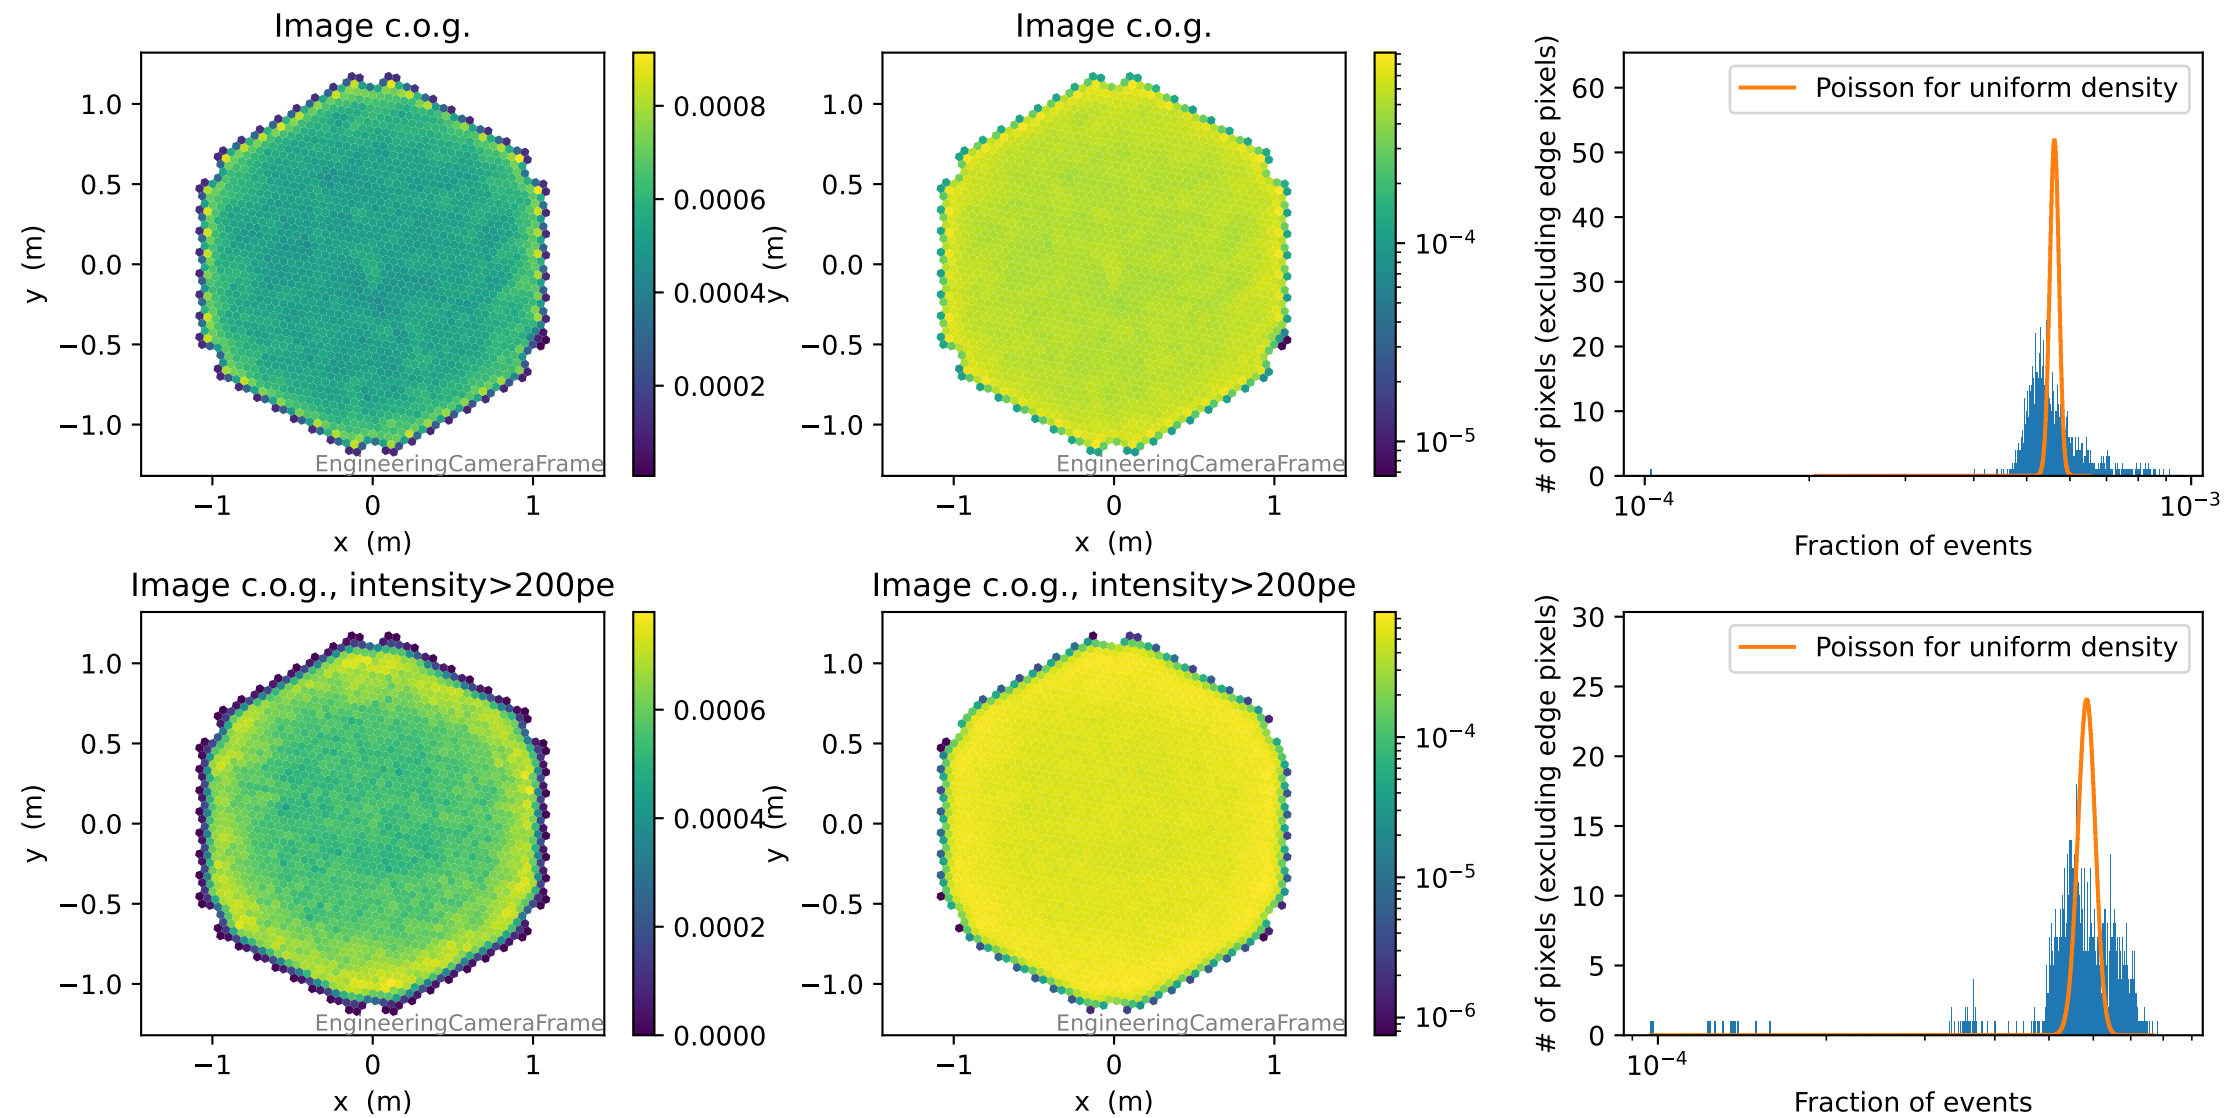 Image c.o.g.
1.0
0.5
0.0
−0.5
−1.0
y (m)
−1
0
1
x (m)
EngineeringCameraFrame
0.0008
0.0006
0.0004
0.0002
Image c.o.g.
1.0
0.5
0.0
−0.5
−1.0
y (m)
−1
0
1
x (m)
EngineeringCameraFrame
10⁻⁴
10⁻⁵
# of pixels (excluding edge pixels)
60
50
40
30
20
10
0
Poisson for uniform density
10⁻⁴
10⁻³
Fraction of events
Image c.o.g., intensity>200pe
1.0
0.5
0.0
−0.5
−1.0
y (m)
−1
0
1
x (m)
EngineeringCameraFrame
0.0006
0.0004
0.0002
0.0000
Image c.o.g., intensity>200pe
1.0
0.5
0.0
−0.5
−1.0
y (m)
−1
0
1
x (m)
EngineeringCameraFrame
10⁻⁴
10⁻⁵
10⁻⁶
# of pixels (excluding edge pixels)
30
25
20
15
10
5
0
Poisson for uniform density
10⁻⁴
Fraction of events